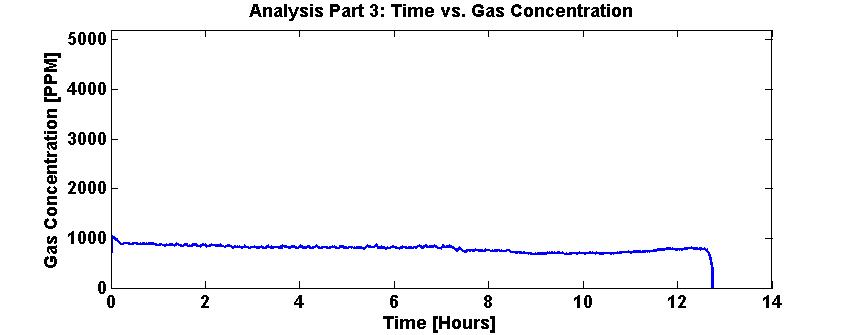 Analysis Part 3: Time vs. Gas Concentration
Gas Concentration [PPM]
5000
4000
3000
2000
1000
0
0 2 4 6 8 10 12 14
Time [Hours]